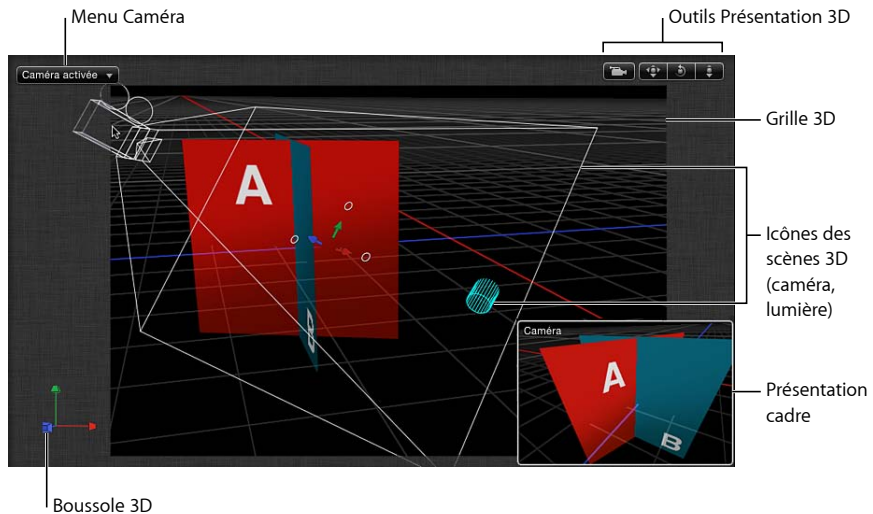 Menu Caméra
Outils Présentation 3D
Caméra activée
Grille 3D
A
Icônes des
scènes 3D
(caméra,
lumière)
B
Caméra
A
B
Présentation
cadre
Boussole 3D